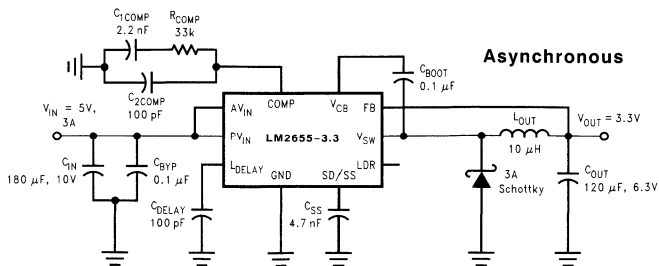 C1COMP
2.2 nF
RCOMP
33k
C2COMP
100 pF
Asynchronous
CBOOT
0.1 µF
VIN = 5V,
3A
AVIN
COMP
VCB
FB
PVIN
LM2655-3.3
VSW
LDELAY
GND
SD/SS
LDR
LOUT
10 µH
VOUT = 3.3V
CIN
180 µF, 10V
CBYP
0.1 µF
CDELAY
100 pF
CSS
4.7 nF
3A
Schottky
COUT
120 µF, 6.3V